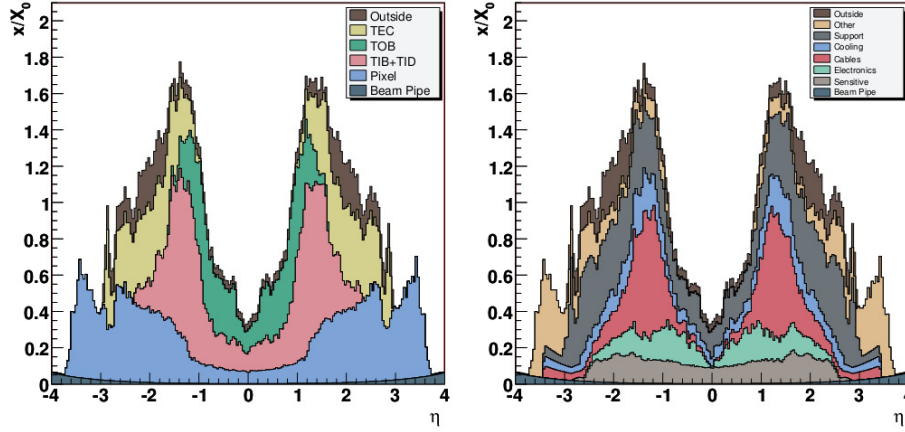 x/X0
2
1.8
1.6
1.4
1.2
1
0.8
0.6
0.4
0.2
0
-4 -3 -2 -1 0 1 2 3 4
η
Outside
TEC
TOB
TIB+TID
Pixel
Beam Pipe
x/X0
2
1.8
1.6
1.4
1.2
1
0.8
0.6
0.4
0.2
0
-4 -3 -2 -1 0 1 2 3 4
η
Outside
Other
Support
Cooling
Cables
Electronics
Sensitive
Beam Pipe